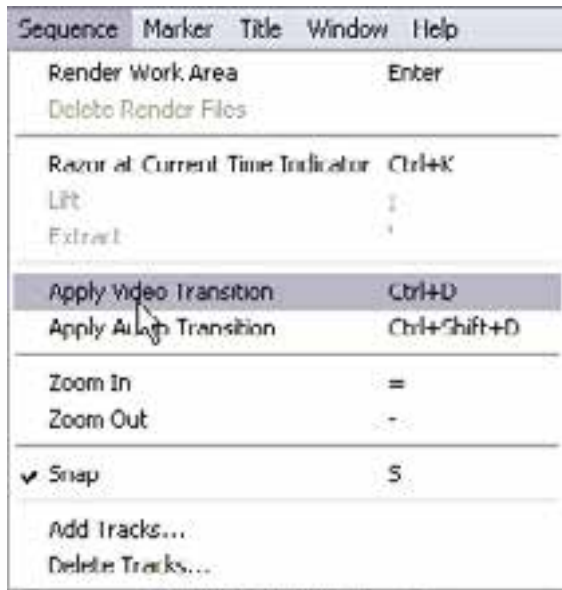 Sequence Marker Title Window Help
Render Work Area Enter
Delete Render Files
Razor at Current Time Indicator Ctrl+K
Lift ;
Extract '
Apply Video Transition Ctrl+D
Apply Audio Transition Ctrl+Shift+D
Zoom In =
Zoom Out -
✔ Snap S
Add Tracks...
Delete Tracks...